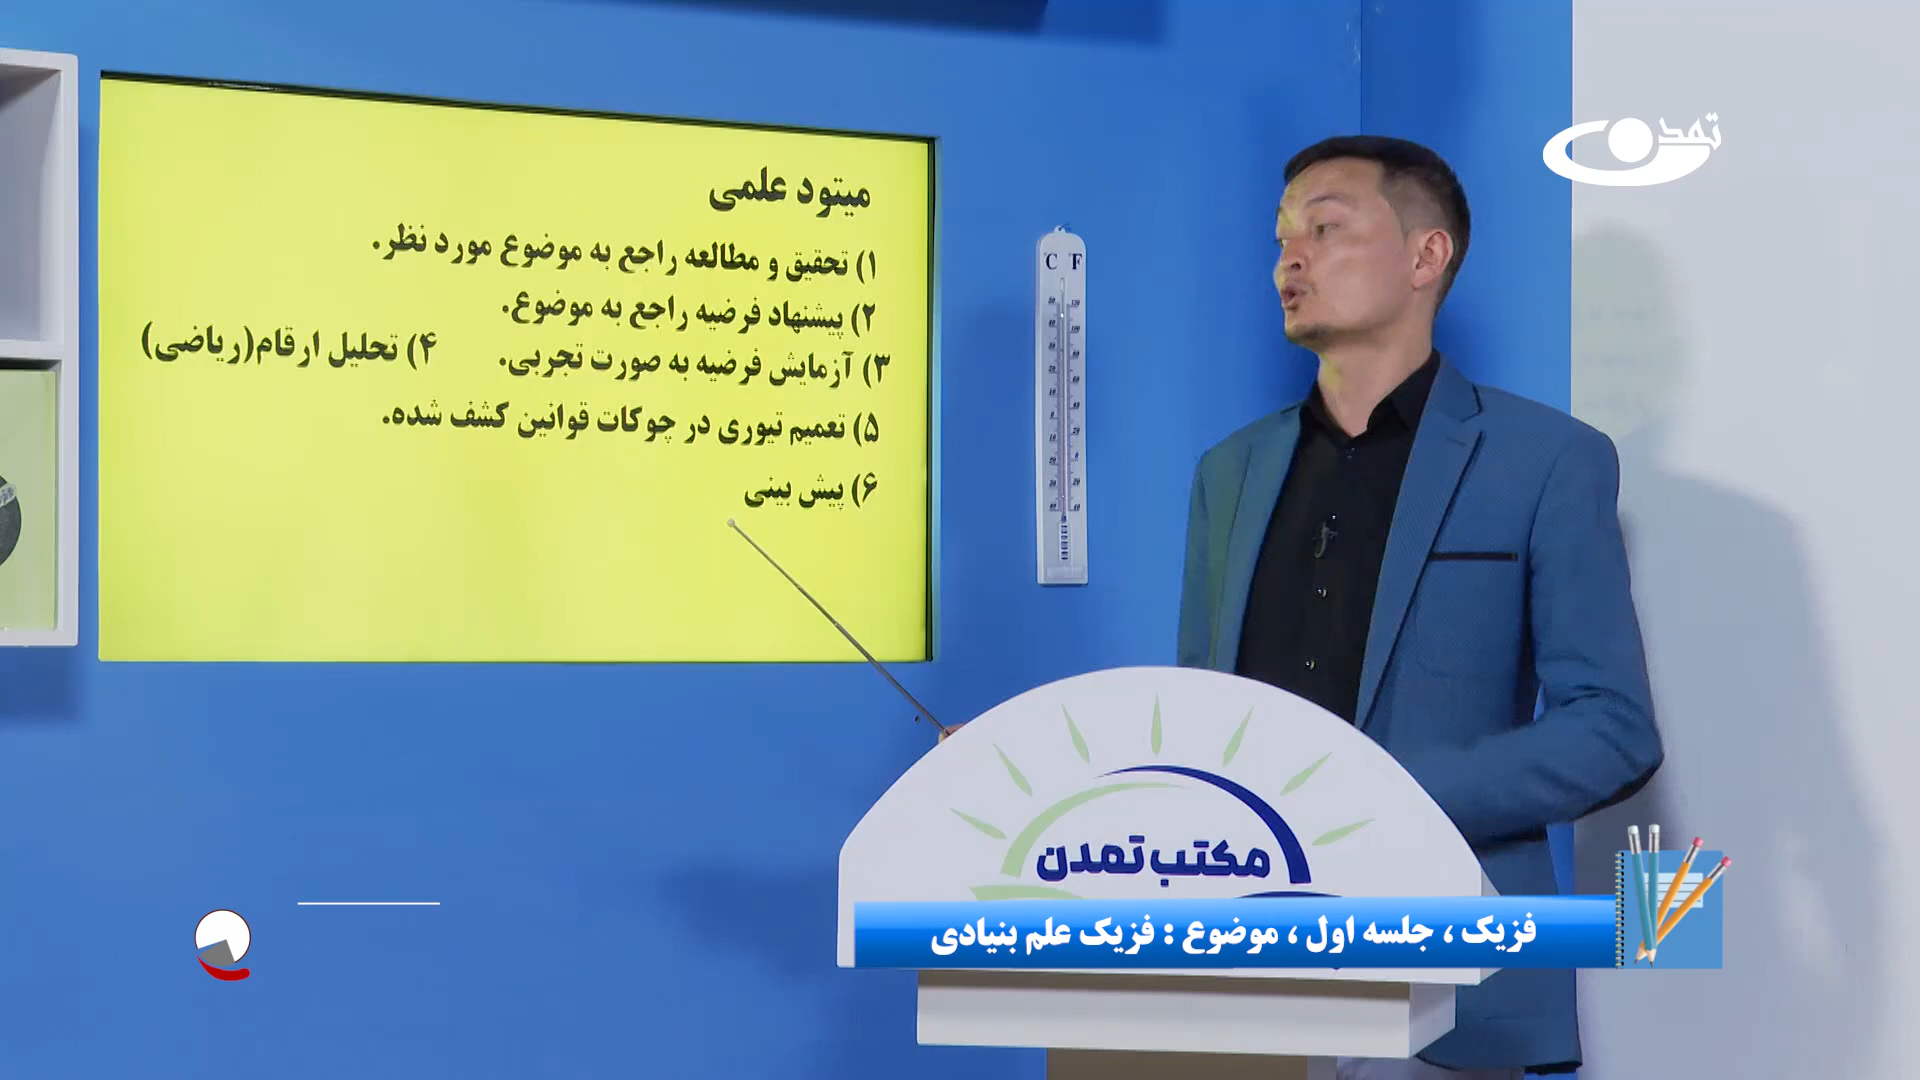 تمدن
میتود علمی
۱) تحقیق و مطالعه راجع به موضوع مورد نظر.
۲) پیشنهاد فرضیه راجع به موضوع.
۳) آزمایش فرضیه به صورت تجربی. ۴) تحلیل ارقام(ریاضی)
۵) تعمیم تیوری در چوکات قوانین کشف شده.
۶) پیش بینی
°C °F
مکتب تمدن
فزیک ، جلسه اول ، موضوع : فزیک علم بنیادی